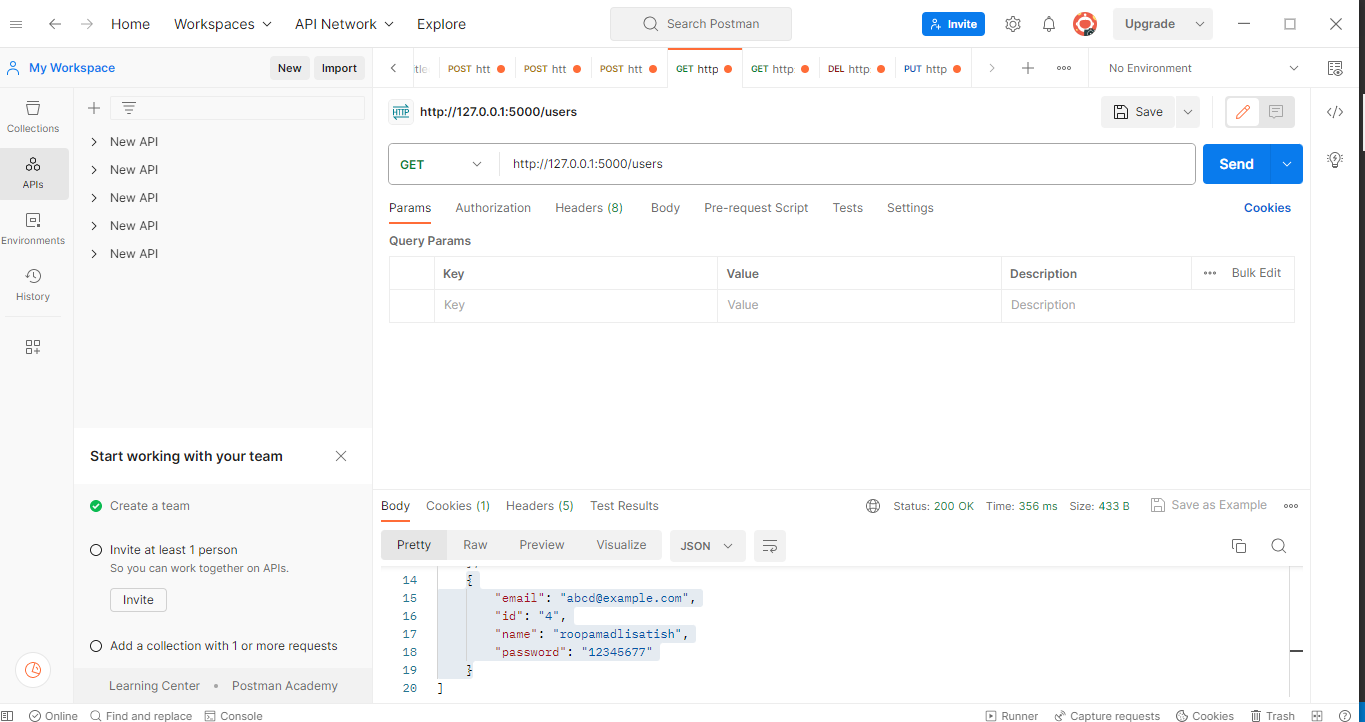 Home Workspaces API Network Explore Search Postman Invite Upgrade
My Workspace New Import
POST htt POST htt POST htt GET http GET http DEL http PUT http No Environment
Collections
APIs
Environments
History
New API
New API
New API
New API
New API
Start working with your team
Create a team
Invite at least 1 person
So you can work together on APIs.
Invite
Add a collection with 1 or more requests
Learning Center • Postman Academy
HTTP http://127.0.0.1:5000/users Save
GET http://127.0.0.1:5000/users Send
Params Authorization Headers (8) Body Pre-request Script Tests Settings Cookies
Query Params
Key Value Description Bulk Edit
Key Value Description
Body Cookies (1) Headers (5) Test Results Status: 200 OK Time: 356 ms Size: 433 B Save as Example
Pretty Raw Preview Visualize JSON
14 {
15 "email": "abcd@example.com",
16 "id": "4",
17 "name": "roopamadlisatish",
18 "password": "12345677"
19 }
20 ]
Online Find and replace Console Runner Capture requests Cookies Trash